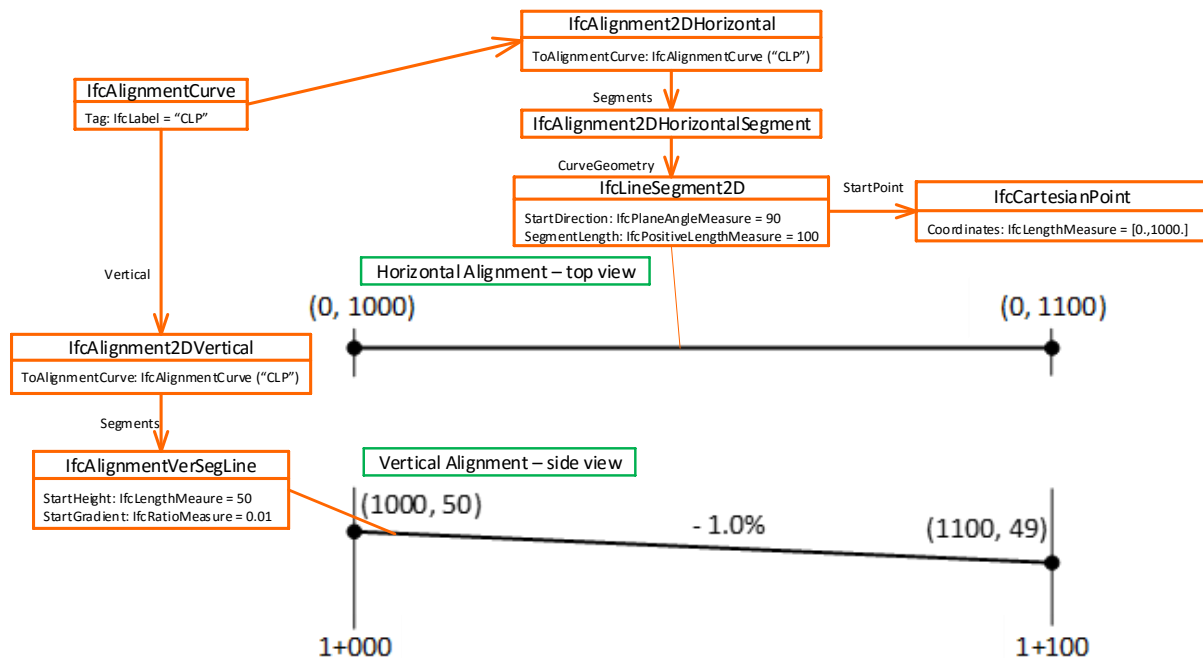 IfcAlignment2DHorizontal
ToAlignmentCurve: IfcAlignmentCurve (“CLP”)
IfcAlignmentCurve
Tag: IfcLabel = “CLP”
Segments
IfcAlignment2DHorizontalSegment
CurveGeometry
IfcLineSegment2D
StartDirection: IfcPlaneAngleMeasure = 90
SegmentLength: IfcPositiveLengthMeasure = 100
StartPoint
IfcCartesianPoint
Coordinates: IfcLengthMeasure = [0.,1000.]
Vertical
Horizontal Alignment – top view
(0, 1000)
(0, 1100)
IfcAlignment2DVertical
ToAlignmentCurve: IfcAlignmentCurve (“CLP”)
Segments
IfcAlignmentVerSegLine
StartHeight: IfcLengthMeaure = 50
StartGradient: IfcRatioMeasure = 0.01
Vertical Alignment – side view
(1000, 50)
- 1.0%
(1100, 49)
1+000
1+100